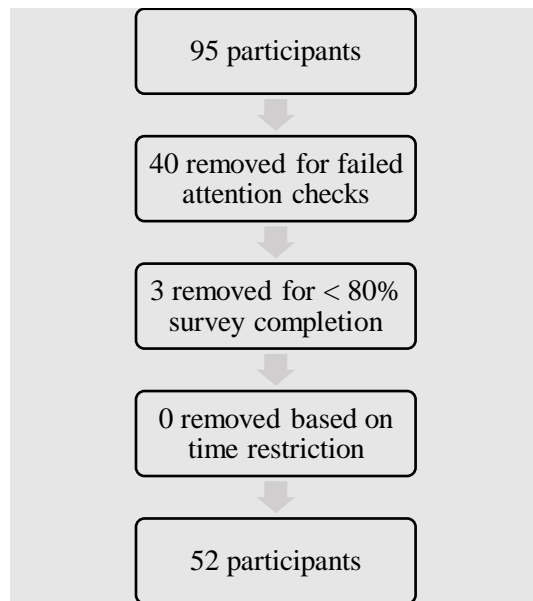 95 participants
40 removed for failed
attention checks
3 removed for < 80%
survey completion
0 removed based on
time restriction
52 participants